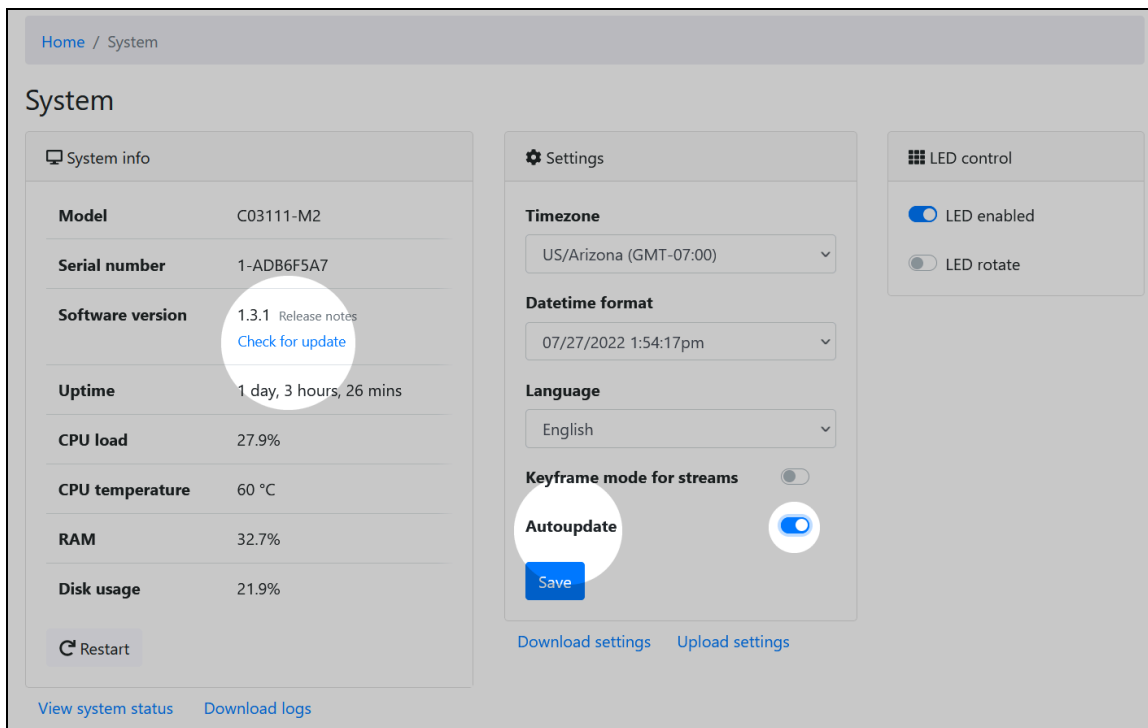 Home / System
System
System info
Model C03111-M2
Serial number 1-ADB6F5A7
Software version 1.3.1 Release notes
Check for update
Uptime 1 day, 3 hours, 26 mins
CPU load 27.9%
CPU temperature 60 °C
RAM 32.7%
Disk usage 21.9%
Restart
View system status Download logs
Settings
Timezone
US/Arizona (GMT-07:00)
Datetime format
07/27/2022 1:54:17pm
Language
English
Keyframe mode for streams
Autoupdate
Save
Download settings Upload settings
LED control
LED enabled
LED rotate